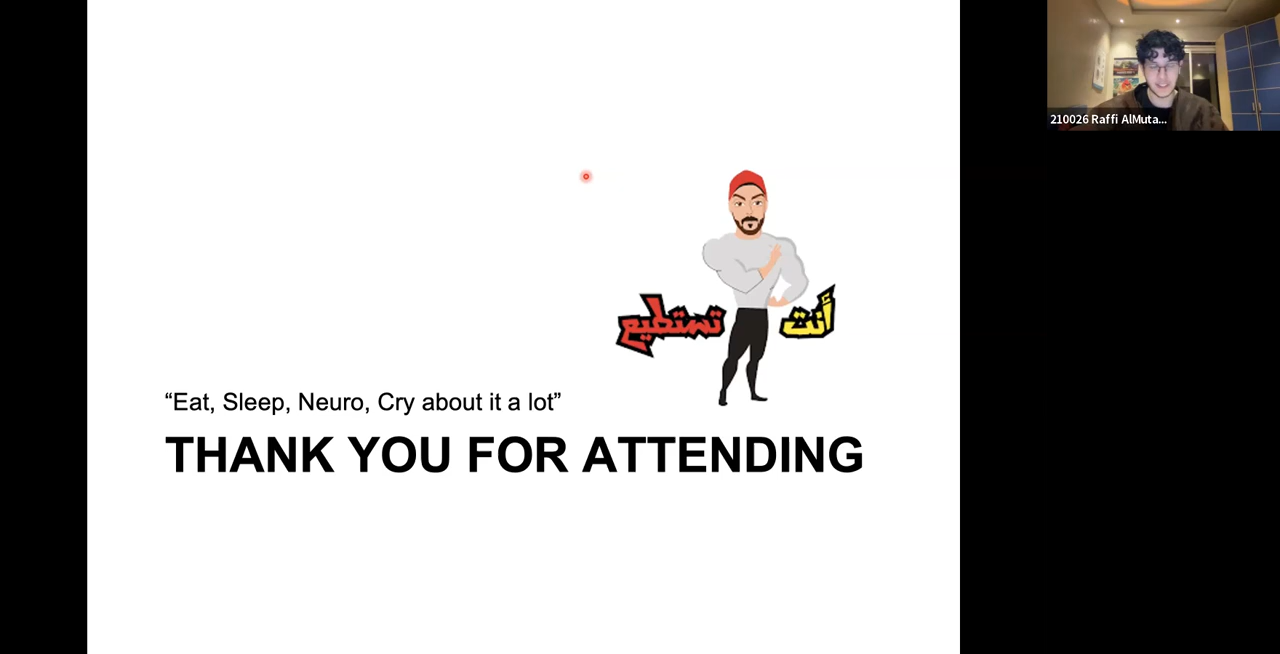 210026 Raffi AlMuta...
أنت تستطيع
“Eat, Sleep, Neuro, Cry about it a lot”
THANK YOU FOR ATTENDING